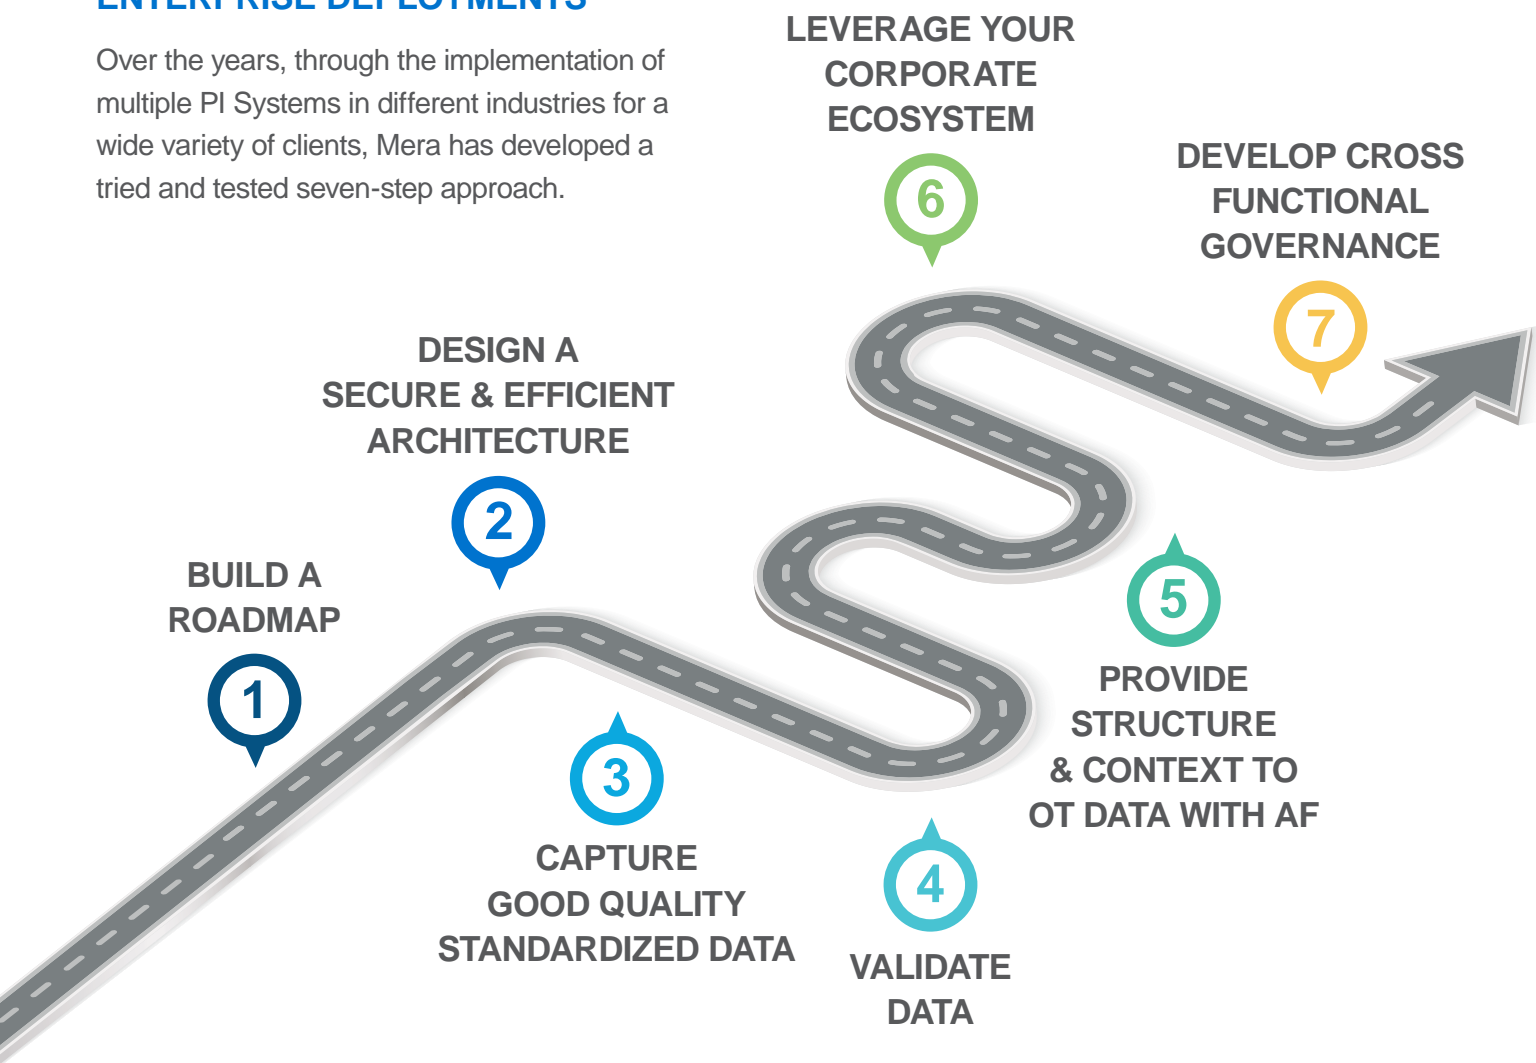 ENTERPRISE DEPLOYMENTS
Over the years, through the implementation of
multiple PI Systems in different industries for a
wide variety of clients, Mera has developed a
tried and tested seven-step approach.
BUILD A
ROADMAP
1
DESIGN A
SECURE & EFFICIENT
ARCHITECTURE
2
3
CAPTURE
GOOD QUALITY
STANDARDIZED DATA
4
VALIDATE
DATA
5
PROVIDE
STRUCTURE
& CONTEXT TO
OT DATA WITH AF
LEVERAGE YOUR
CORPORATE
ECOSYSTEM
6
DEVELOP CROSS
FUNCTIONAL
GOVERNANCE
7